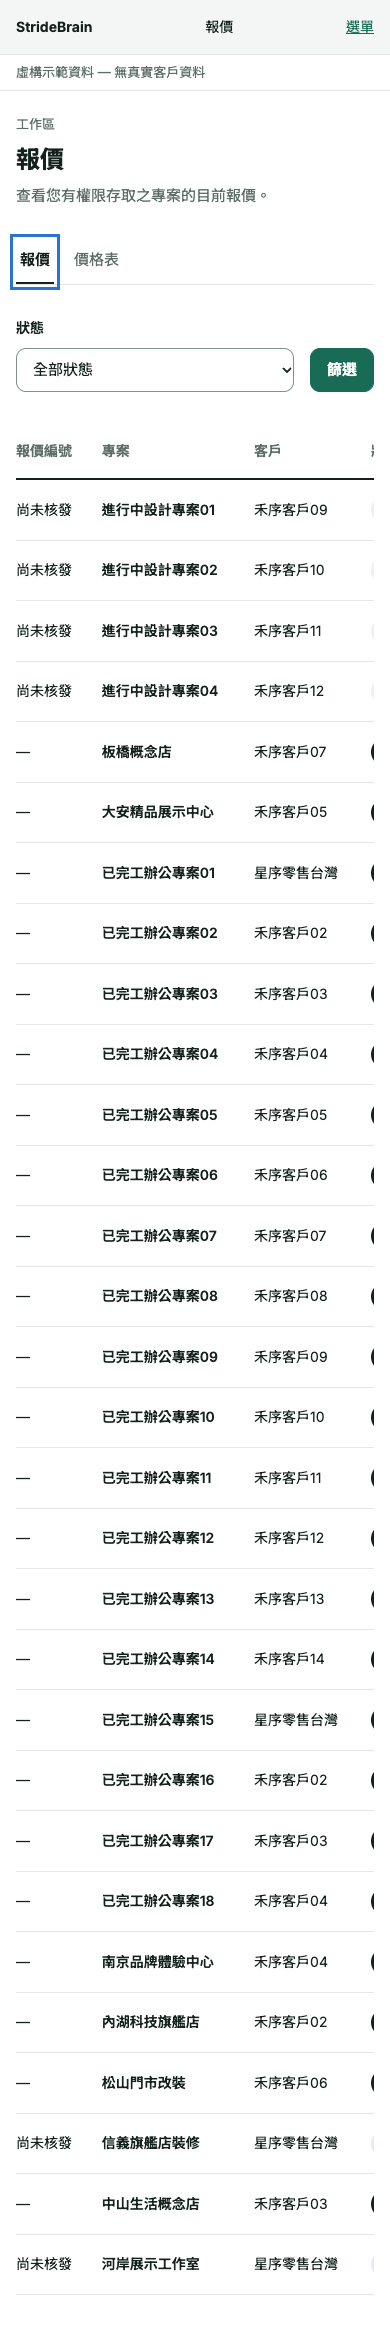 StrideBrain 報價 選單
虛構示範資料 — 無真實客戶資料
工作區
報價
查看您有權限存取之專案的目前報價。
報價 價格表
狀態
全部狀態 篩選
報價編號 專案 客戶
尚未核發 進行中設計專案01 禾序客戶09
尚未核發 進行中設計專案02 禾序客戶10
尚未核發 進行中設計專案03 禾序客戶11
尚未核發 進行中設計專案04 禾序客戶12
— 板橋概念店 禾序客戶07
— 大安精品展示中心 禾序客戶05
— 已完工辦公專案01 星序零售台灣
— 已完工辦公專案02 禾序客戶02
— 已完工辦公專案03 禾序客戶03
— 已完工辦公專案04 禾序客戶04
— 已完工辦公專案05 禾序客戶05
— 已完工辦公專案06 禾序客戶06
— 已完工辦公專案07 禾序客戶07
— 已完工辦公專案08 禾序客戶08
— 已完工辦公專案09 禾序客戶09
— 已完工辦公專案10 禾序客戶10
— 已完工辦公專案11 禾序客戶11
— 已完工辦公專案12 禾序客戶12
— 已完工辦公專案13 禾序客戶13
— 已完工辦公專案14 禾序客戶14
— 已完工辦公專案15 星序零售台灣
— 已完工辦公專案16 禾序客戶02
— 已完工辦公專案17 禾序客戶03
— 已完工辦公專案18 禾序客戶04
— 南京品牌體驗中心 禾序客戶04
— 內湖科技旗艦店 禾序客戶02
— 松山門市改裝 禾序客戶06
尚未核發 信義旗艦店裝修 星序零售台灣
— 中山生活概念店 禾序客戶03
尚未核發 河岸展示工作室 星序零售台灣